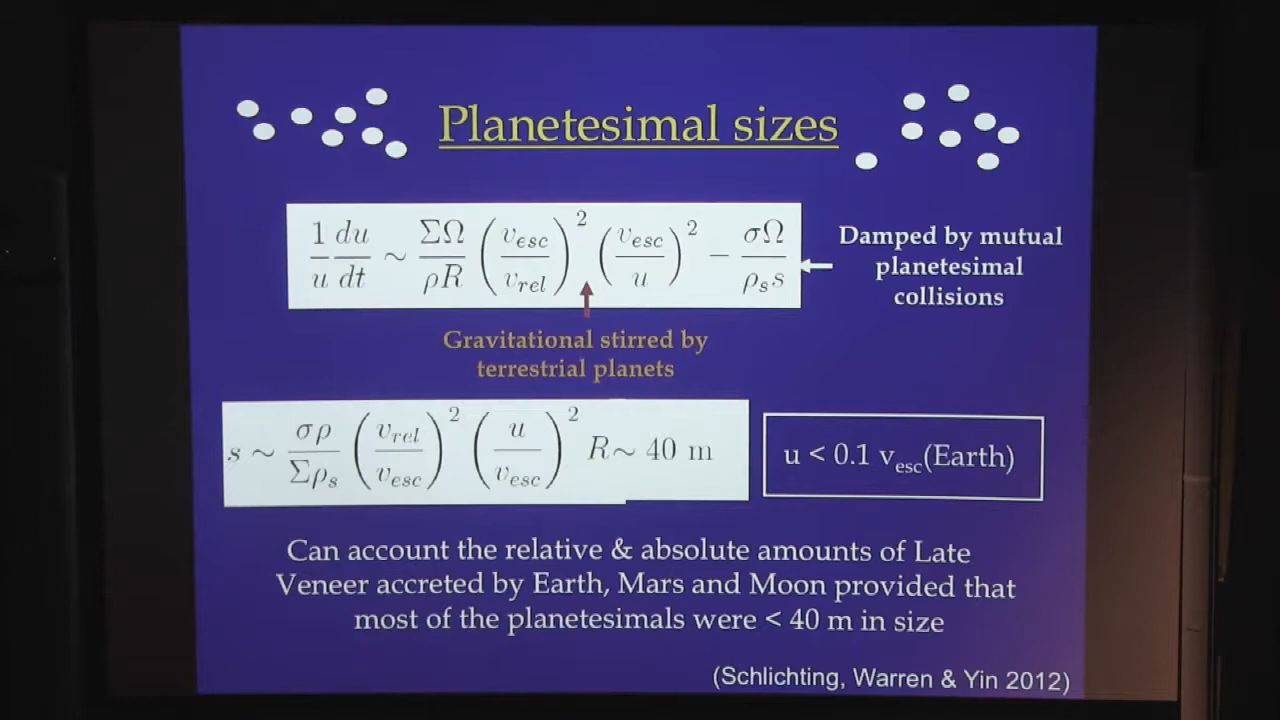 Planetesimal sizes
1/u du/dt ~ ΣΩ/ρR (v_esc/v_rel)^2 (v_esc/u)^2 − σΩ/ρ_s s
Damped by mutual
planetesimal
collisions
Gravitational stirred by
terrestrial planets
s ~ σρ/Σρ_s (v_rel/v_esc)^2 (u/v_esc)^2 R~ 40 m
u < 0.1 v_esc(Earth)
Can account the relative & absolute amounts of Late
Veneer accreted by Earth, Mars and Moon provided that
most of the planetesimals were < 40 m in size
(Schlichting, Warren & Yin 2012)